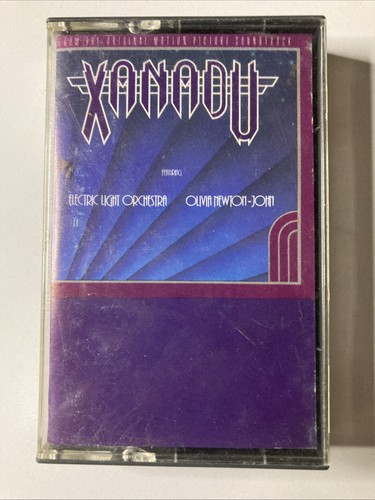 FROM THE ORIGINAL MOTION PICTURE SOUNDTRACK
XANADU
FEATURING
ELECTRIC LIGHT ORCHESTRA OLIVIA NEWTON-JOHN